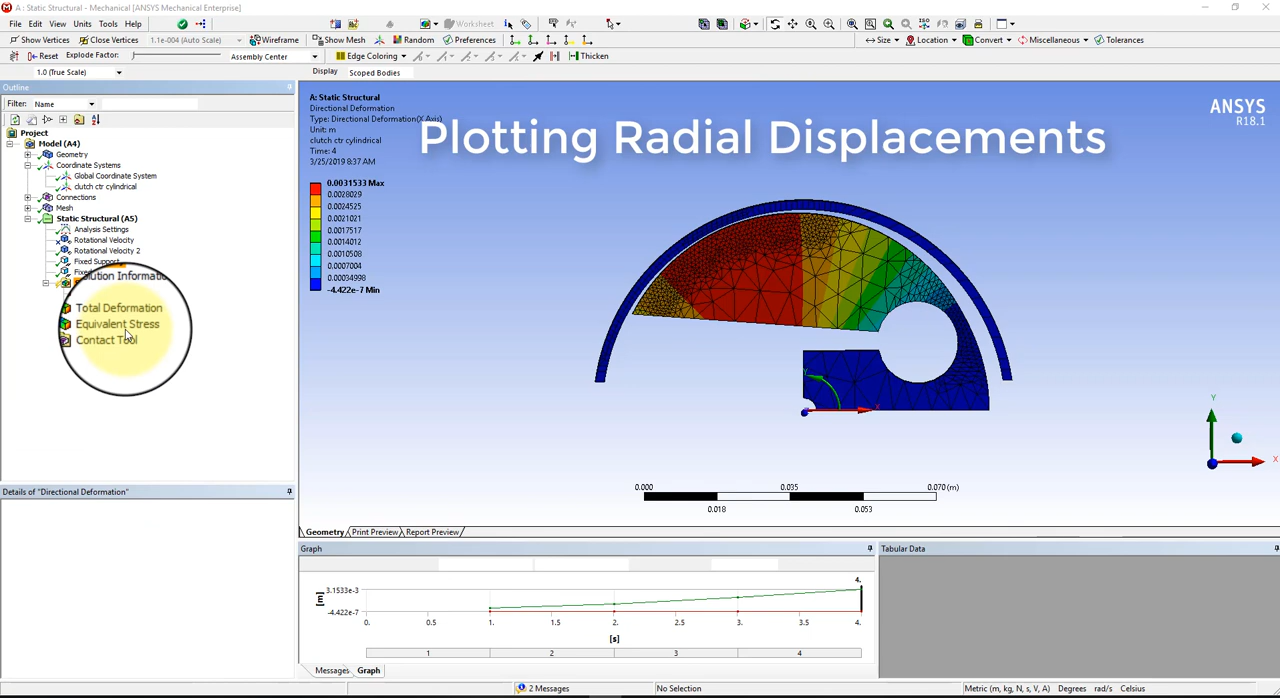 A : Static Structural - Mechanical [ANSYS Mechanical Enterprise]
File Edit View Units Tools Help Worksheet
Show Vertices Close Vertices 1.1e-004 (Auto Scale) Wireframe Show Mesh Random Preferences Size Location Convert Miscellaneous Tolerances
Reset Explode Factor: Assembly Center Edge Coloring Thicken
1.0 (True Scale) Display Scoped Bodies
Outline
Filter: Name
Project
Model (A4)
Geometry
Coordinate Systems
Global Coordinate System
clutch ctr cylindrical
Connections
Mesh
Static Structural (A5)
Analysis Settings
Rotational Velocity
Rotational Velocity 2
Fixed Support
Fixed
Solution Informatio
Total Deformation
Equivalent Stress
Contact Tool
Details of "Directional Deformation"
A: Static Structural
Directional Deformation
Type: Directional Deformation(X Axis)
Unit: m
clutch ctr cylindrical
Time: 4
3/25/2019 8:37 AM
Plotting Radial Displacements
ANSYS
R18.1
0.0031533 Max
0.0028029
0.0024525
0.0021021
0.0017517
0.0014012
0.0010508
0.0007004
0.00034998
-4.422e-7 Min
Y
X
Y
X
0.000 0.035 0.070 (m)
0.018 0.053
Geometry Print Preview Report Preview
Graph
Tabular Data
[m]
3.1533e-3
-4.422e-7
4.
0. 0.5 1. 1.5 2. 2.5 3. 3.5 4.
[s]
1 2 3 4
Messages Graph
2 Messages No Selection Metric (m, kg, N, s, V, A) Degrees rad/s Celsius